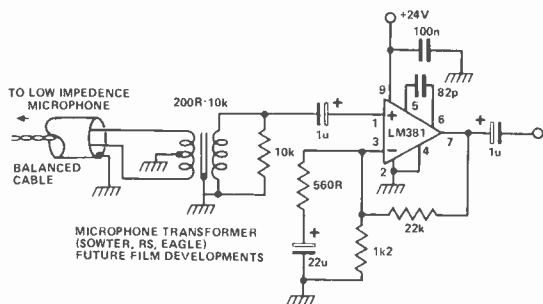 +24V
100n
9
82p
5
6
TO LOW IMPEDENCE
MICROPHONE
200R·10k
+
1u
1
+
LM381
7
+
1u
BALANCED
CABLE
10k
3
−
2
4
560R
+
22u
22k
1k2
MICROPHONE TRANSFORMER
(SOWTER, RS, EAGLE)
FUTURE FILM DEVELOPMENTS